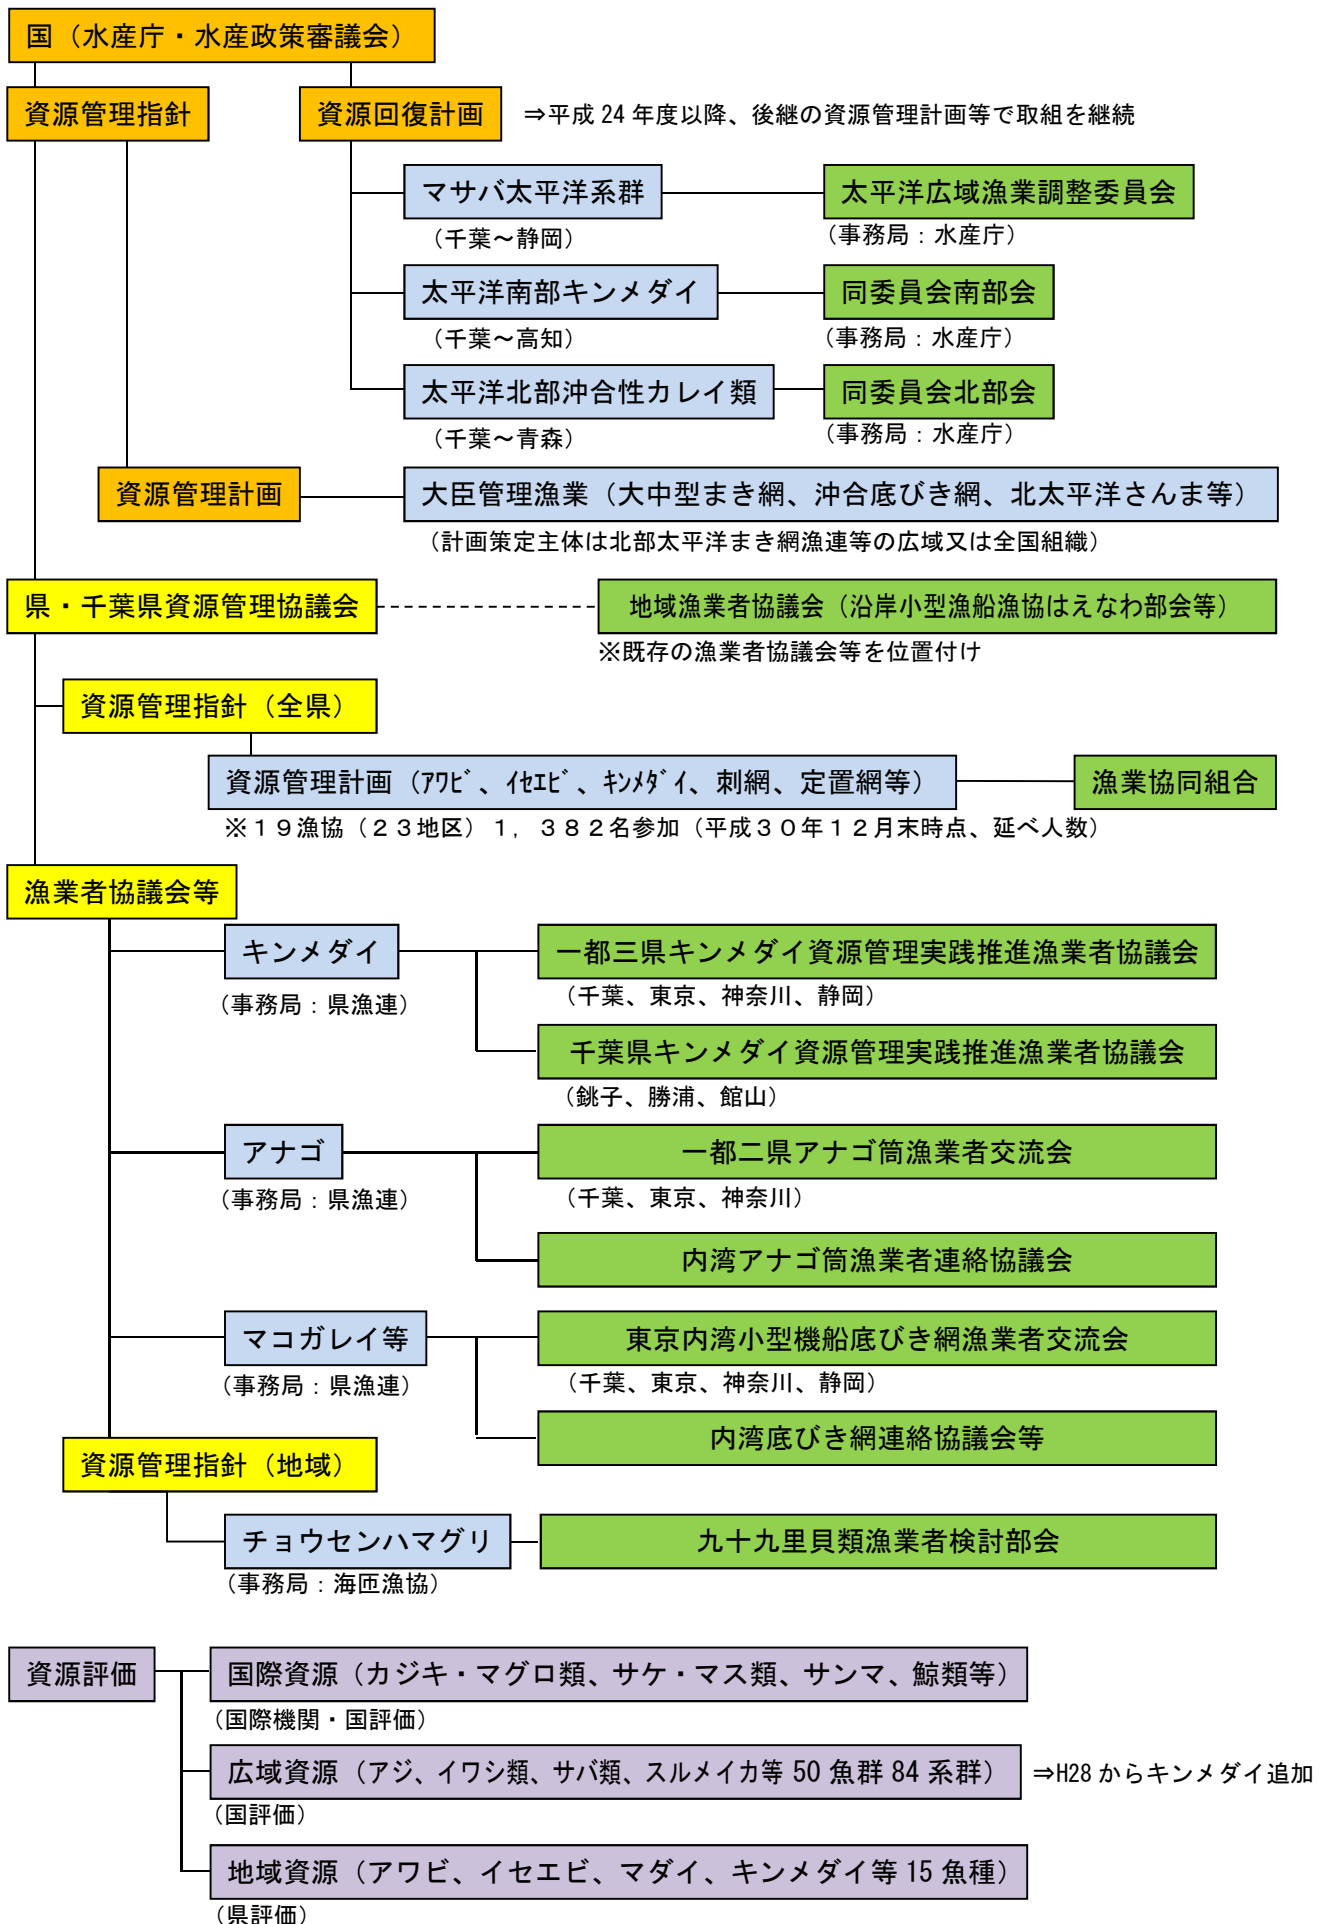 国（水産庁・水産政策審議会）
資源管理指針
資源回復計画
⇒平成24年度以降、後継の資源管理計画等で取組を継続
マサバ太平洋系群
太平洋広域漁業調整委員会
（千葉～静岡）
（事務局：水産庁）
太平洋南部キンメダイ
同委員会南部会
（千葉～高知）
（事務局：水産庁）
太平洋北部沖合性カレイ類
同委員会北部会
（千葉～青森）
（事務局：水産庁）
資源管理計画
大臣管理漁業（大中型まき網、沖合底びき網、北太平洋さんま等）
（計画策定主体は北部太平洋まき網漁連等の広域又は全国組織）
県・千葉県資源管理協議会
地域漁業者協議会（沿岸小型漁船漁協はえなわ部会等）
※既存の漁業者協議会等を位置付け
資源管理指針（全県）
資源管理計画（ｱﾜﾋﾞ、ｲｾｴﾋﾞ、ｷﾝﾒﾀﾞｲ、刺網、定置網等）
漁業協同組合
※１９漁協（２３地区）１，３８２名参加（平成３０年１２月末時点、延べ人数）
漁業者協議会等
キンメダイ
一都三県キンメダイ資源管理実践推進漁業者協議会
（事務局：県漁連）
（千葉、東京、神奈川、静岡）
千葉県キンメダイ資源管理実践推進漁業者協議会
（銚子、勝浦、館山）
アナゴ
一都二県アナゴ筒漁業者交流会
（事務局：県漁連）
（千葉、東京、神奈川）
内湾アナゴ筒漁業者連絡協議会
マコガレイ等
東京内湾小型機船底びき網漁業者交流会
（事務局：県漁連）
（千葉、東京、神奈川、静岡）
内湾底びき網連絡協議会等
資源管理指針（地域）
チョウセンハマグリ
九十九里貝類漁業者検討部会
（事務局：海匝漁協）
資源評価
国際資源（カジキ・マグロ類、サケ・マス類、サンマ、鯨類等）
（国際機関・国評価）
広域資源（アジ、イワシ類、サバ類、スルメイカ等50魚群84系群）
⇒H28からキンメダイ追加
（国評価）
地域資源（アワビ、イセエビ、マダイ、キンメダイ等15魚種）
（県評価）